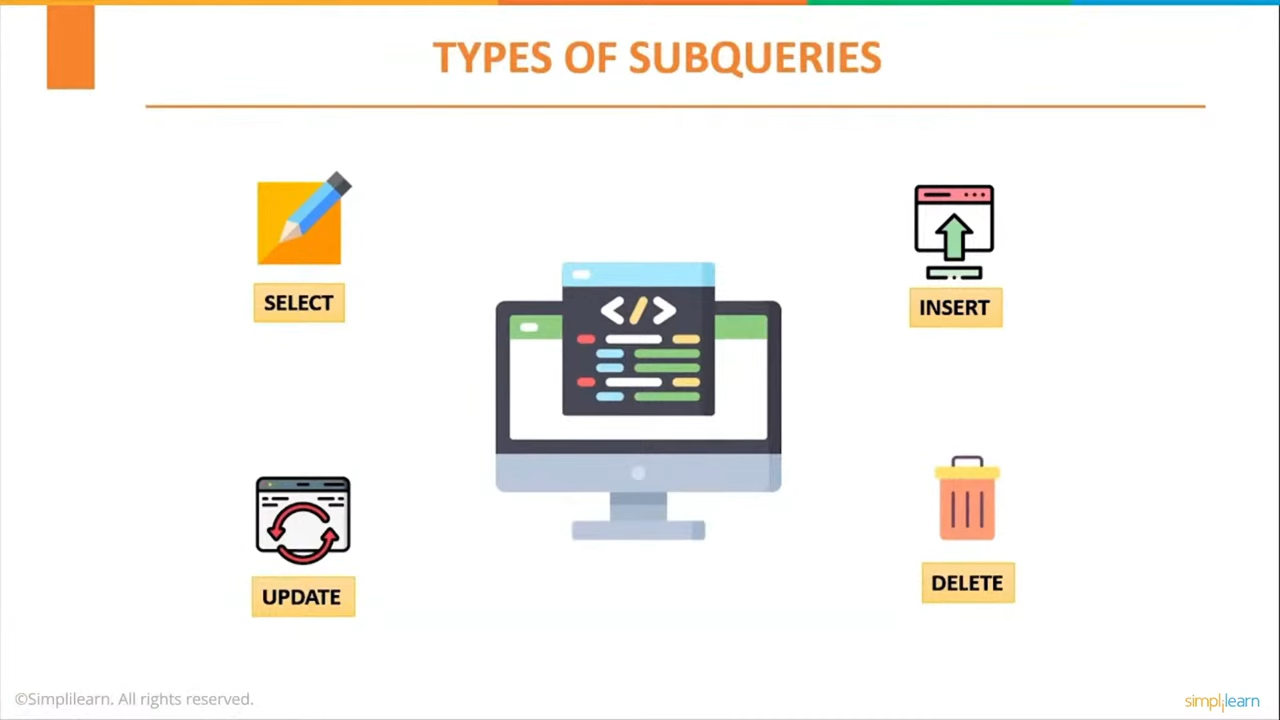 TYPES OF SUBQUERIES
SELECT
INSERT
UPDATE
DELETE
©Simplilearn. All rights reserved.
simplilearn